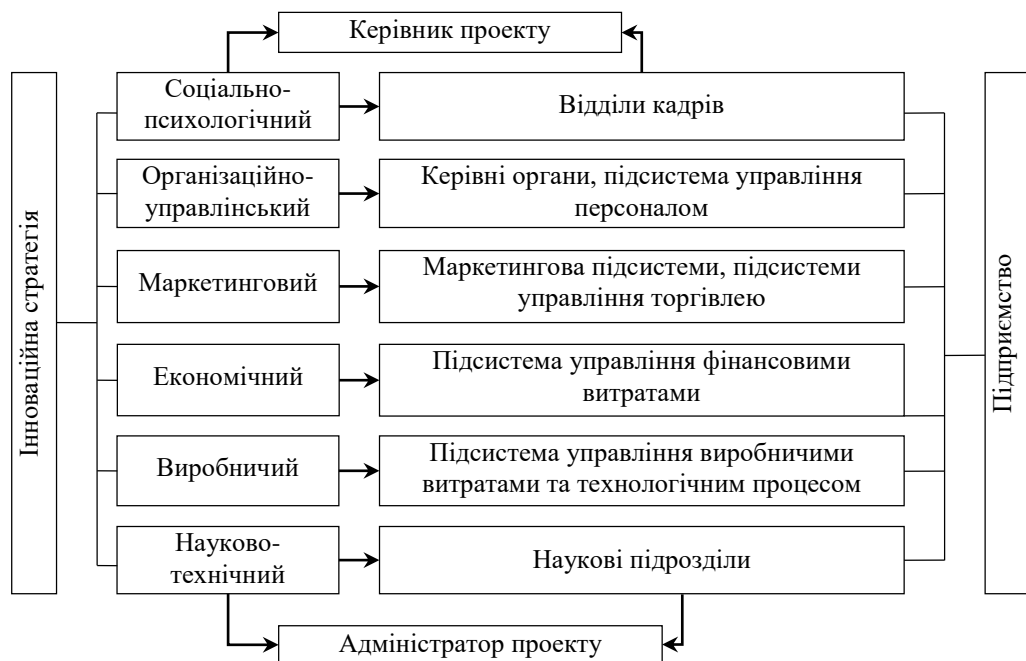 Керівник проекту
Інноваційна стратегія
Соціально-
психологічний
Відділи кадрів
Організаційно-
управлінський
Керівні органи, підсистема управління
персоналом
Маркетинговий
Маркетингова підсистеми, підсистеми
управління торгівлею
Економічний
Підсистема управління фінансовими
витратами
Виробничий
Підсистема управління виробничими
витратами та технологічним процесом
Науково-
технічний
Наукові підрозділи
Підприємство
Адміністратор проекту